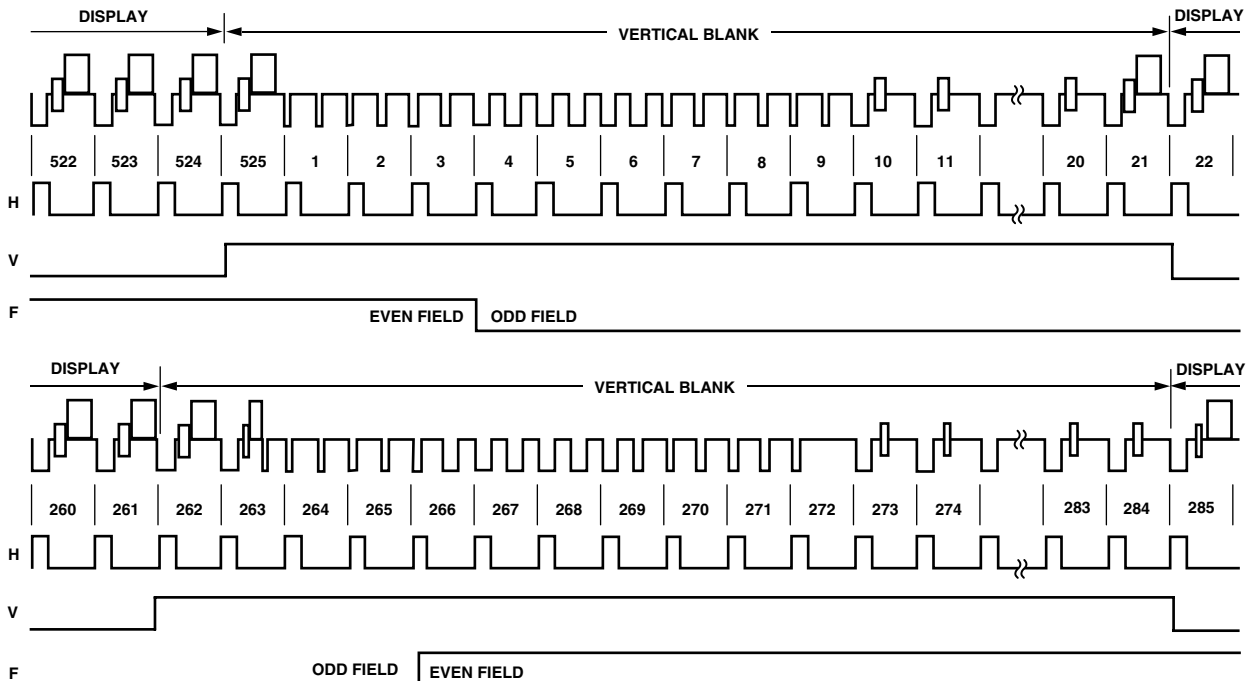 DISPLAY VERTICAL BLANK DISPLAY
522 523 524 525 1 2 3 4 5 6 7 8 9 10 11 20 21 22
H
V
F
EVEN FIELD ODD FIELD
DISPLAY VERTICAL BLANK DISPLAY
260 261 262 263 264 265 266 267 268 269 270 271 272 273 274 283 284 285
H
V
F
ODD FIELD EVEN FIELD